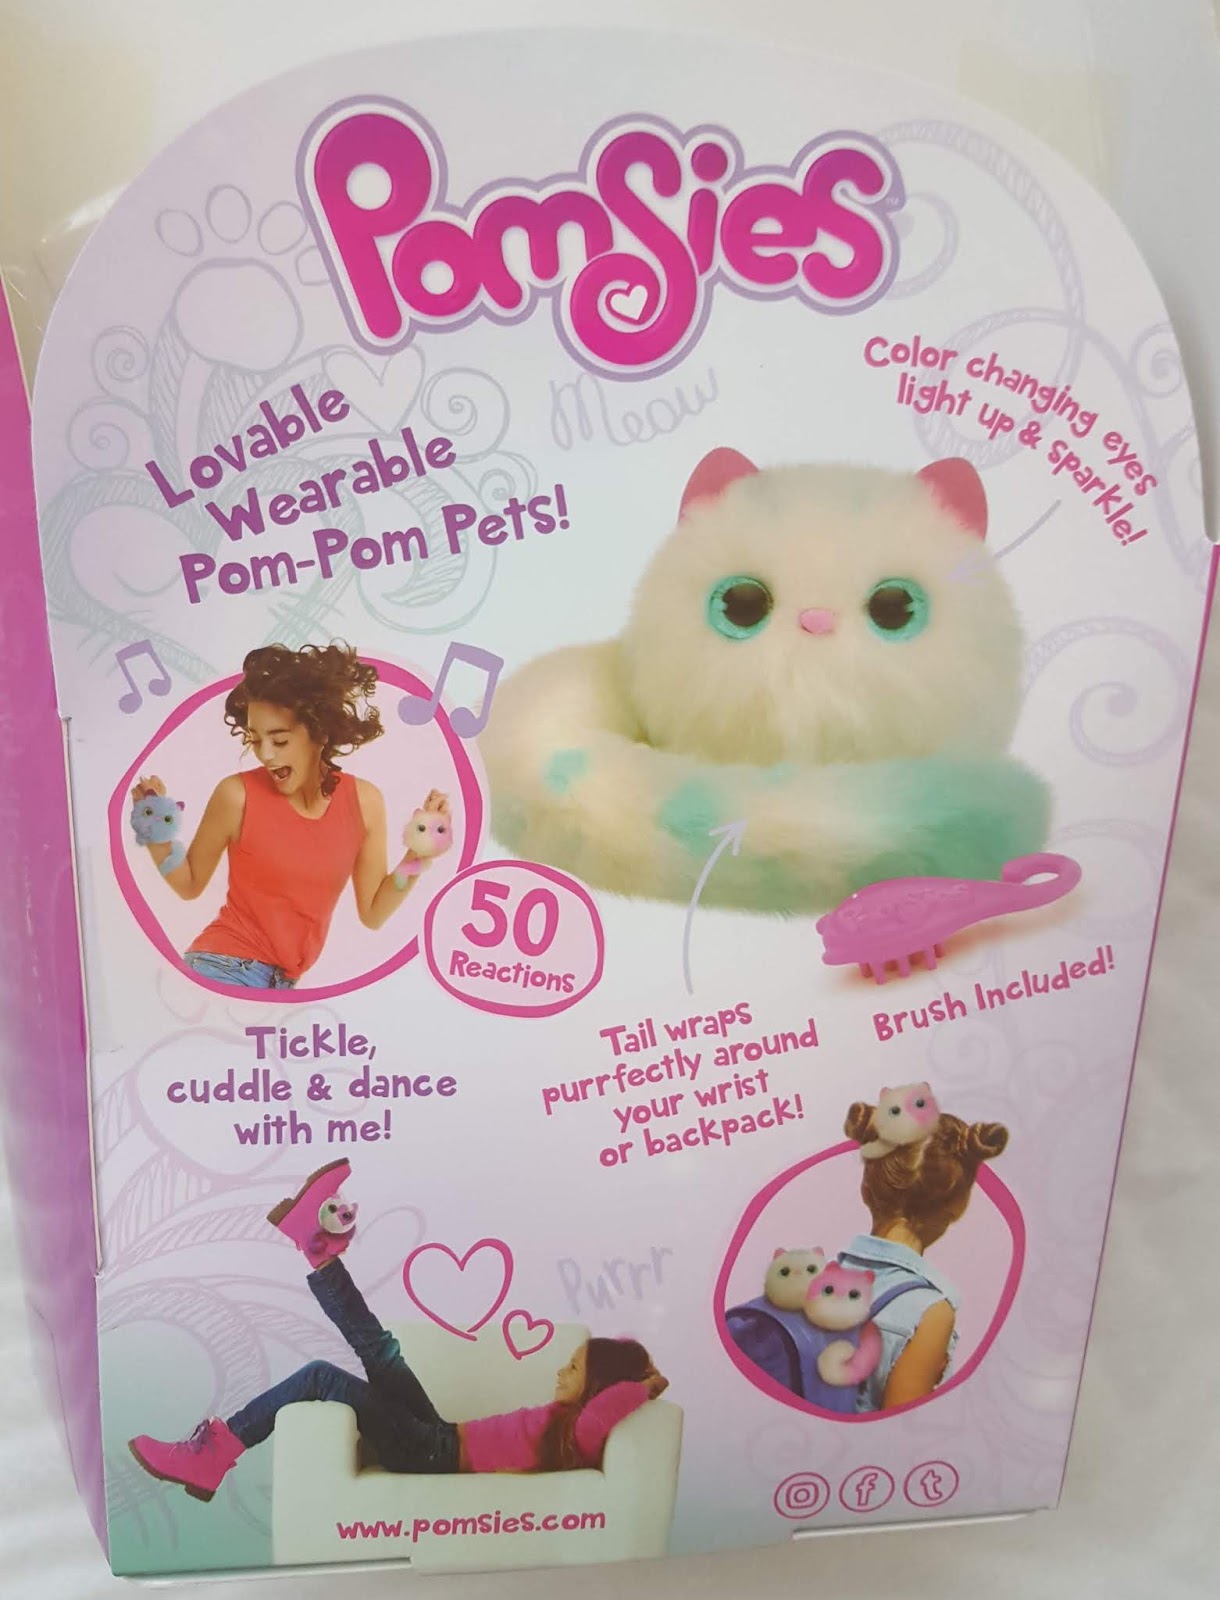 PomSies
Meow
Color changing eyes
light up & sparkle!
Lovable
Wearable
Pom-Pom Pets!
50
Reactions
Brush Included!
Tickle,
cuddle & dance
with me!
Tail wraps
purrfectly around
your wrist
or backpack!
Purrr
www.pomsies.com